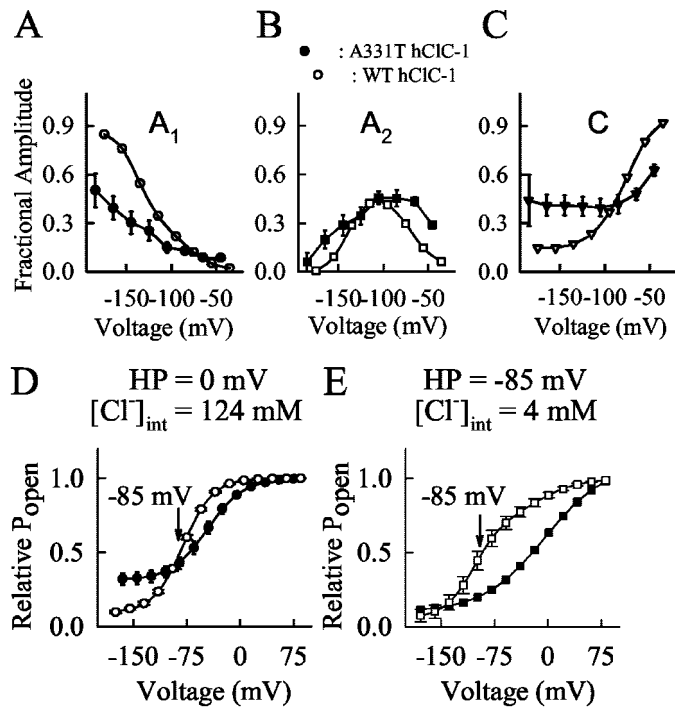 A B C
: A331T hClC-1
: WT hClC-1
Fractional Amplitude
0.9 0.6 0.3 0.0
A1
-150 -100 -50
Voltage (mV)
0.9 0.6 0.3 0.0
A2
-150 -100 -50
Voltage (mV)
0.9 0.6 0.3 0.0
C
-150 -100 -50
Voltage (mV)
D
HP = 0 mV
[Cl-]int = 124 mM
Relative Popen
1.0 0.5 0.0
-85 mV
-150 -75 0 75
Voltage (mV)
E
HP = -85 mV
[Cl-]int = 4 mM
Relative Popen
1.0 0.5 0.0
-85 mV
-150 -75 0 75
Voltage (mV)